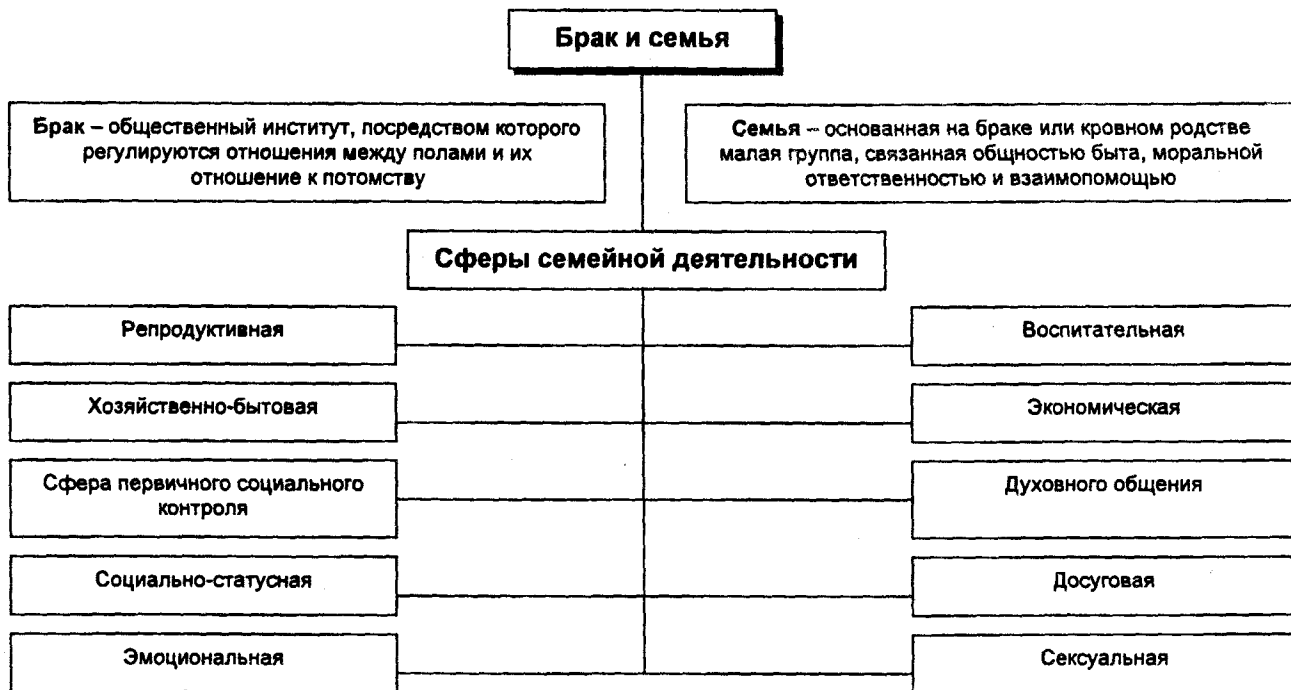 Брак и семья
Брак – общественный институт, посредством которого
регулируются отношения между полами и их
отношение к потомству
Семья – основанная на браке или кровном родстве
малая группа, связанная общностью быта, моральной
ответственностью и взаимопомощью
Сферы семейной деятельности
Репродуктивная
Воспитательная
Хозяйственно-бытовая
Экономическая
Сфера первичного социального
контроля
Духовного общения
Социально-статусная
Досуговая
Эмоциональная
Сексуальная